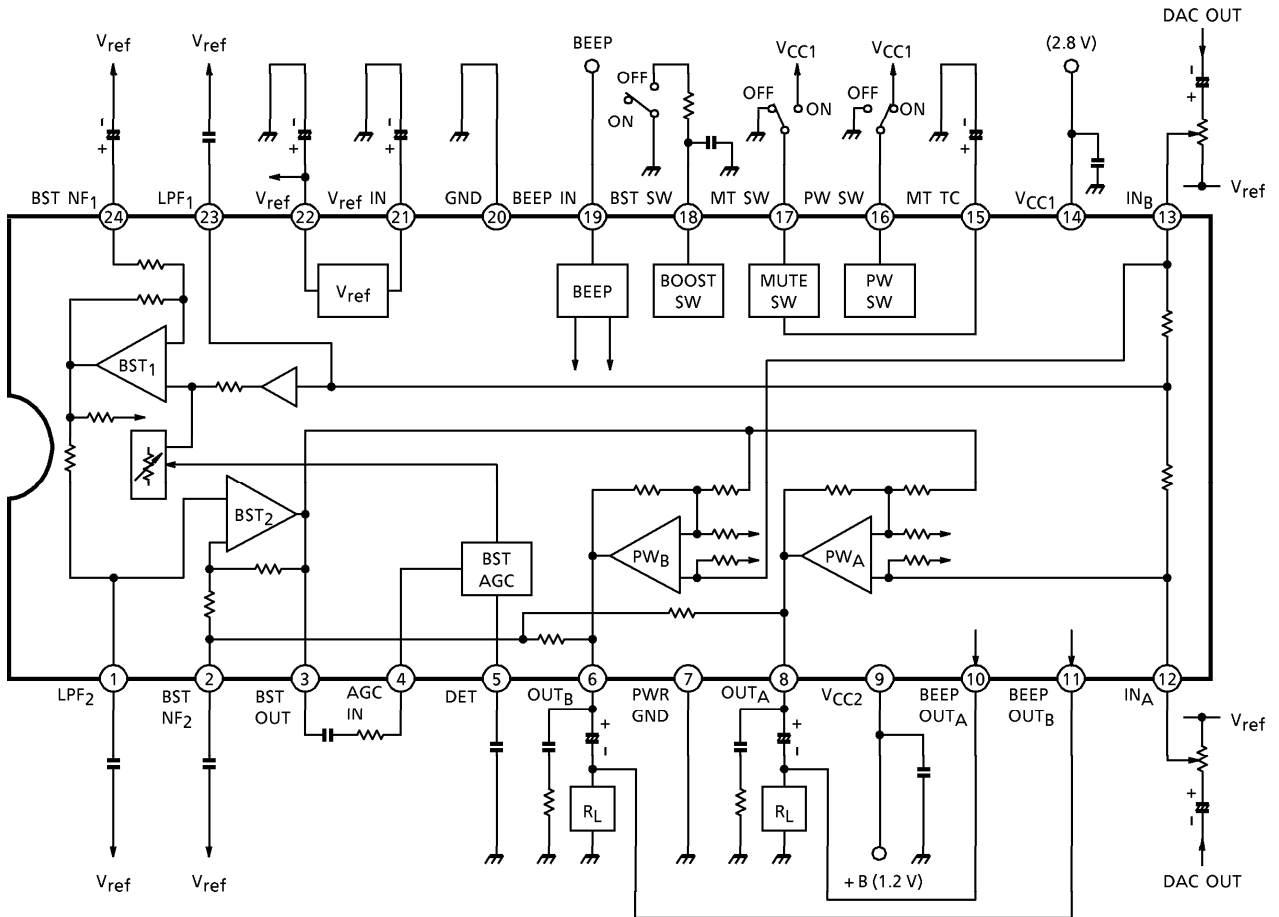 DAC OUT
Vref
Vref
BEEP
VCC1
VCC1
(2.8 V)
OFF
ON
OFF
ON
OFF
ON
-
+
-
+
-
+
-
+
-
+
Vref
BST NF1
LPF1
Vref
Vref IN
GND
BEEP IN
BST SW
MT SW
PW SW
MT TC
VCC1
INB
24
23
22
21
20
19
18
17
16
15
14
13
Vref
BEEP
BOOST
SW
MUTE
SW
PW
SW
BST1
BST2
BST
AGC
PWB
PWA
1
2
3
4
5
6
7
8
9
10
11
12
LPF2
BST
NF2
BST
OUT
AGC
IN
DET
OUTB
PWR
GND
OUTA
VCC2
BEEP
OUTA
BEEP
OUTB
INA
Vref
+
-
+
-
+
-
RL
RL
Vref
Vref
+ B (1.2 V)
DAC OUT